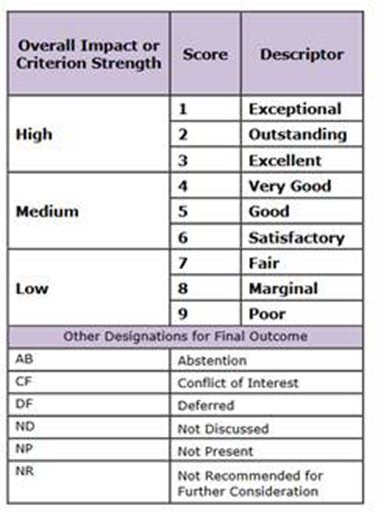 Overall Impact or
Criterion Strength
Score
Descriptor
High
1 Exceptional
2 Outstanding
3 Excellent
Medium
4 Very Good
5 Good
6 Satisfactory
Low
7 Fair
8 Marginal
9 Poor
Other Designations for Final Outcome
AB Abstention
CF Conflict of Interest
DF Deferred
ND Not Discussed
NP Not Present
NR Not Recommended for
Further Consideration